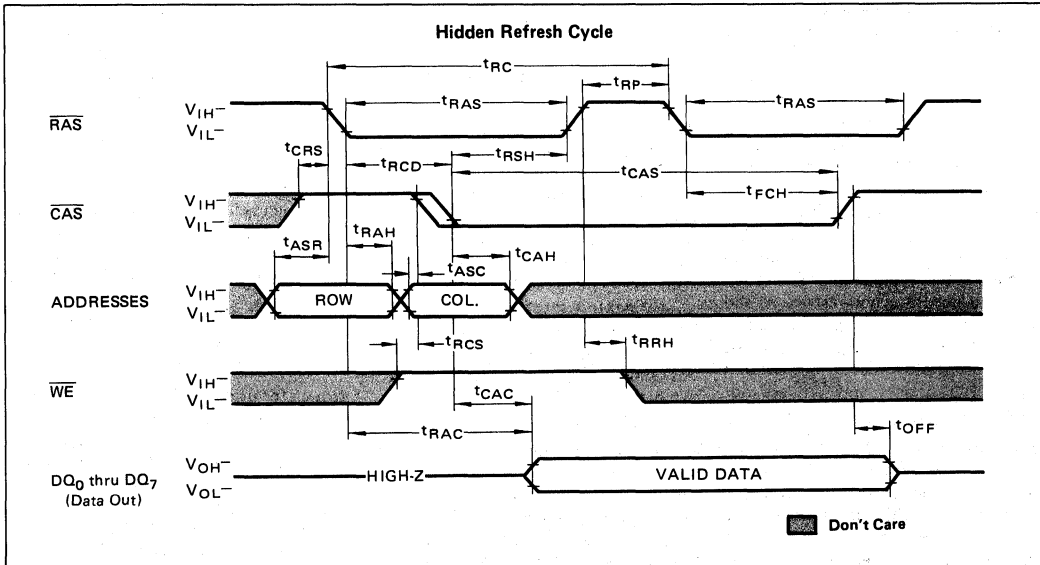 Hidden Refresh Cycle
tRC
tRP
tRAS
tRAS
RAS
VIH–
VIL–
tCRS
tRCD
tRSH
tCAS
tFCH
CAS
VIH–
VIL–
tASR
tRAH
tASC
tCAH
ADDRESSES
VIH–
VIL–
ROW
COL.
tRCS
tRRH
WE
VIH–
VIL–
tCAC
tRAC
tOFF
DQ0 thru DQ7
(Data Out)
VOH–
VOL–
HIGH-Z
VALID DATA
Don't Care